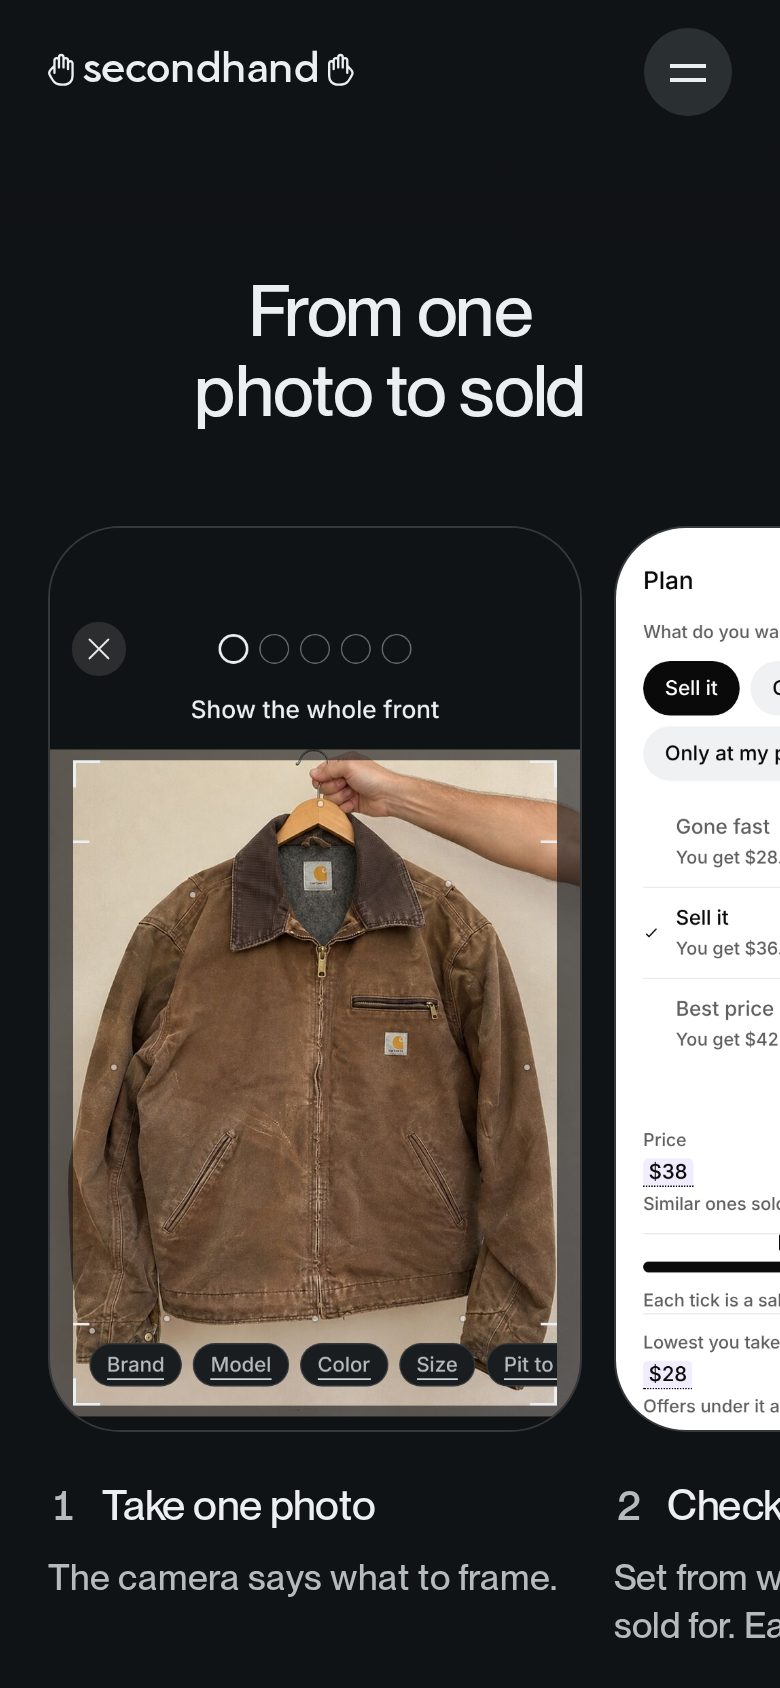 secondhand
From one
photo to sold
Show the whole front
Brand
Model
Color
Size
Pit to
1 Take one photo
The camera says what to frame.
Plan
What do you wa
Sell it
Only at my p
Gone fast
You get $28.
Sell it
You get $36.
Best price
You get $42
Price
$38
Similar ones sold
Each tick is a sal
Lowest you take
$28
Offers under it a
2 Check
Set from w
sold for. Ea